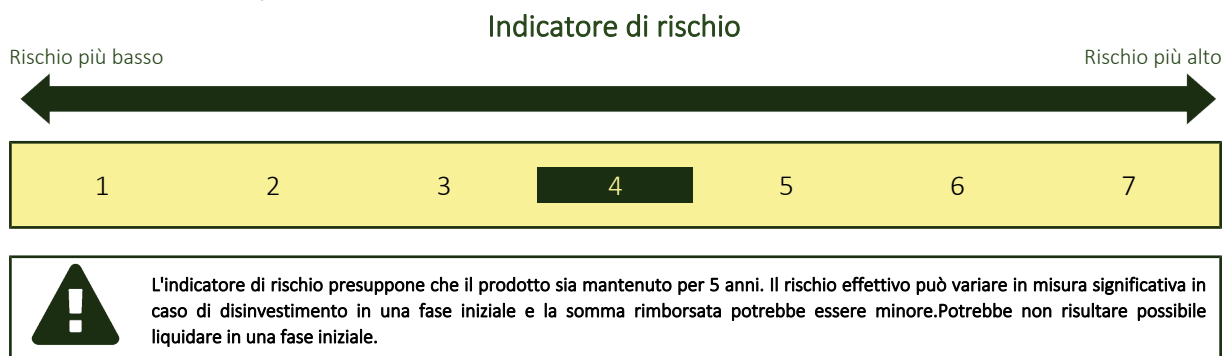 Indicatore di rischio
Rischio più basso Rischio più alto
1 2 3 4 5 6 7
L'indicatore di rischio presuppone che il prodotto sia mantenuto per 5 anni. Il rischio effettivo può variare in misura significativa in
caso di disinvestimento in una fase iniziale e la somma rimborsata potrebbe essere minore.Potrebbe non risultare possibile
liquidare in una fase iniziale.